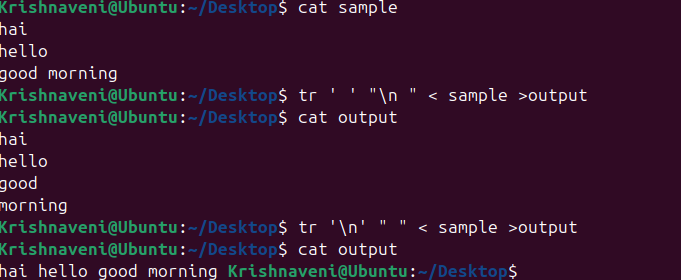 Krishnaveni@Ubuntu:~/Desktop$ cat sample
hai
hello
good morning
Krishnaveni@Ubuntu:~/Desktop$ tr ' ' "\n " < sample >output
Krishnaveni@Ubuntu:~/Desktop$ cat output
hai
hello
good
morning
Krishnaveni@Ubuntu:~/Desktop$ tr '\n' " " < sample >output
Krishnaveni@Ubuntu:~/Desktop$ cat output
hai hello good morning Krishnaveni@Ubuntu:~/Desktop$